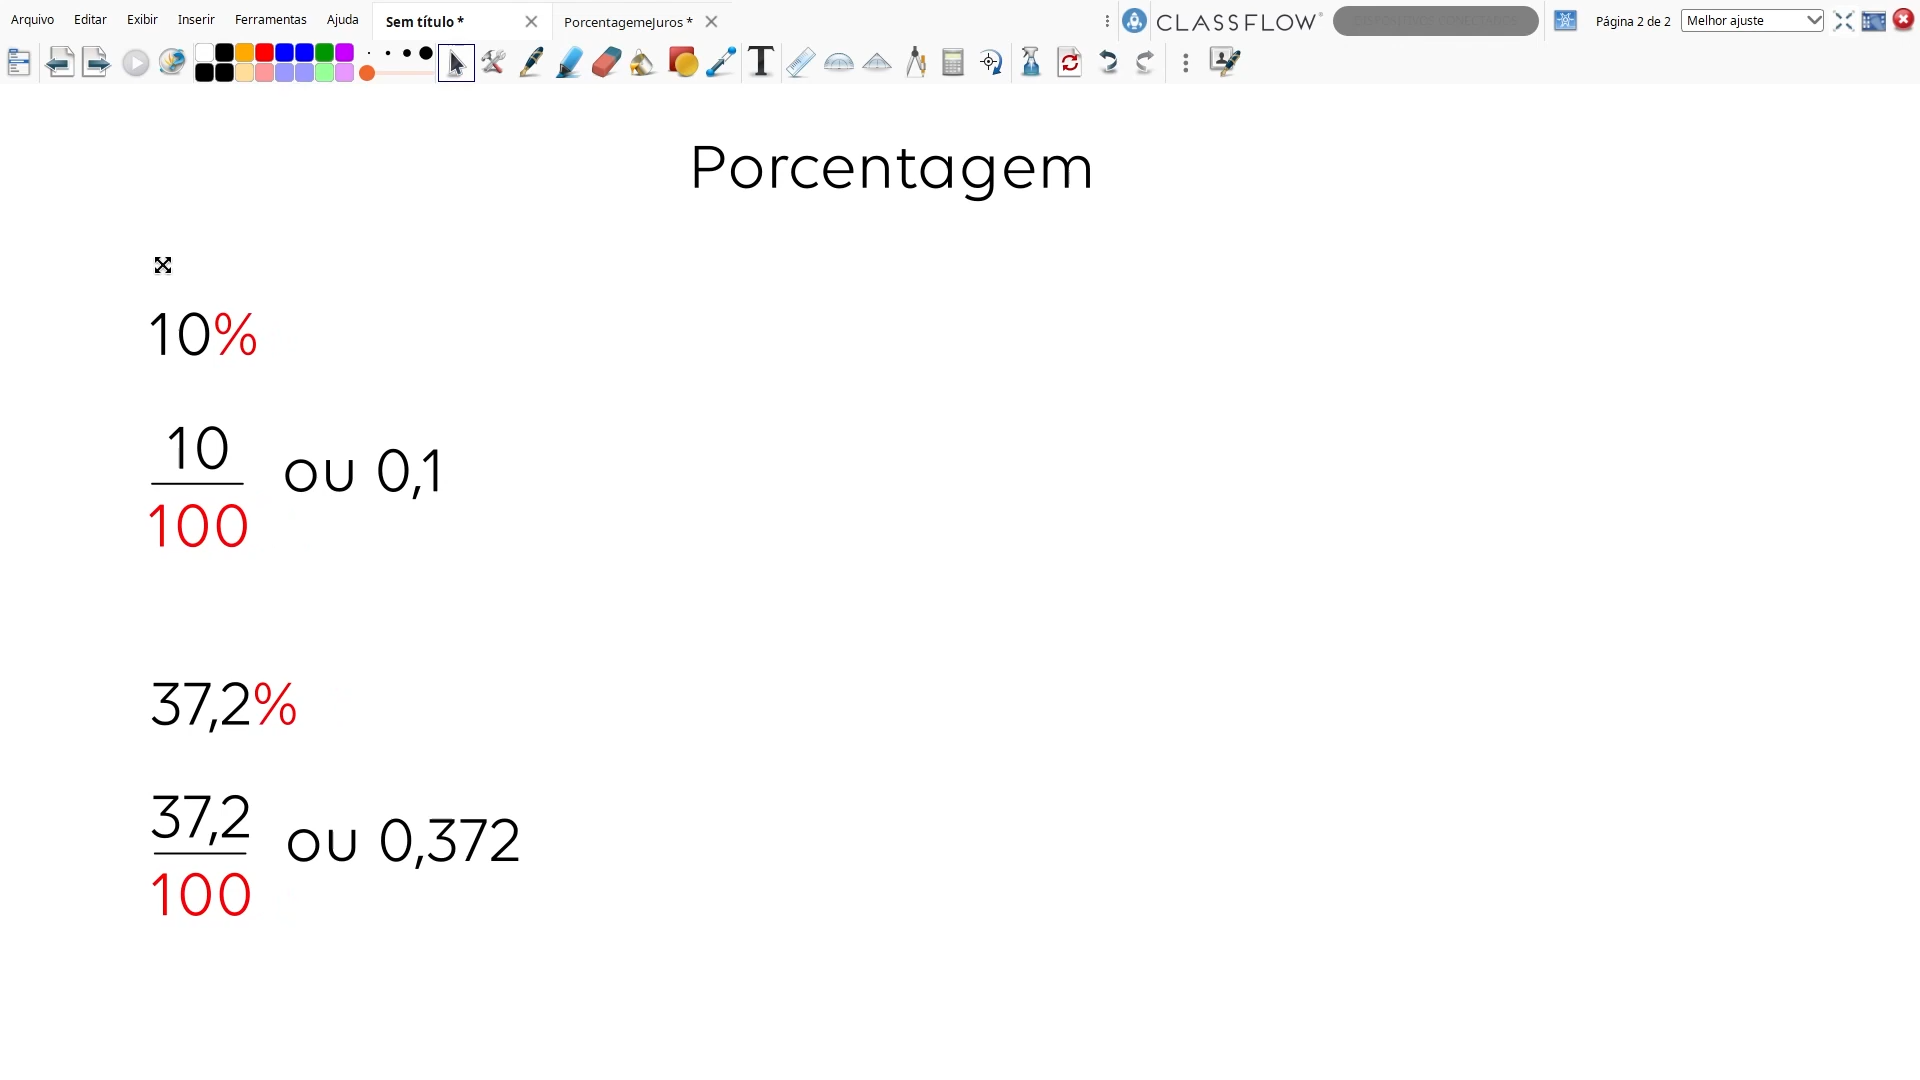 Arquivo Editar Exibir Inserir Ferramentas Ajuda Sem título * PorcentagemeJuros * CLASSFLOW Página 2 de 2 Melhor ajuste
T
Porcentagem
10%
10
ou 0,1
100
37,2%
37,2
ou 0,372
100